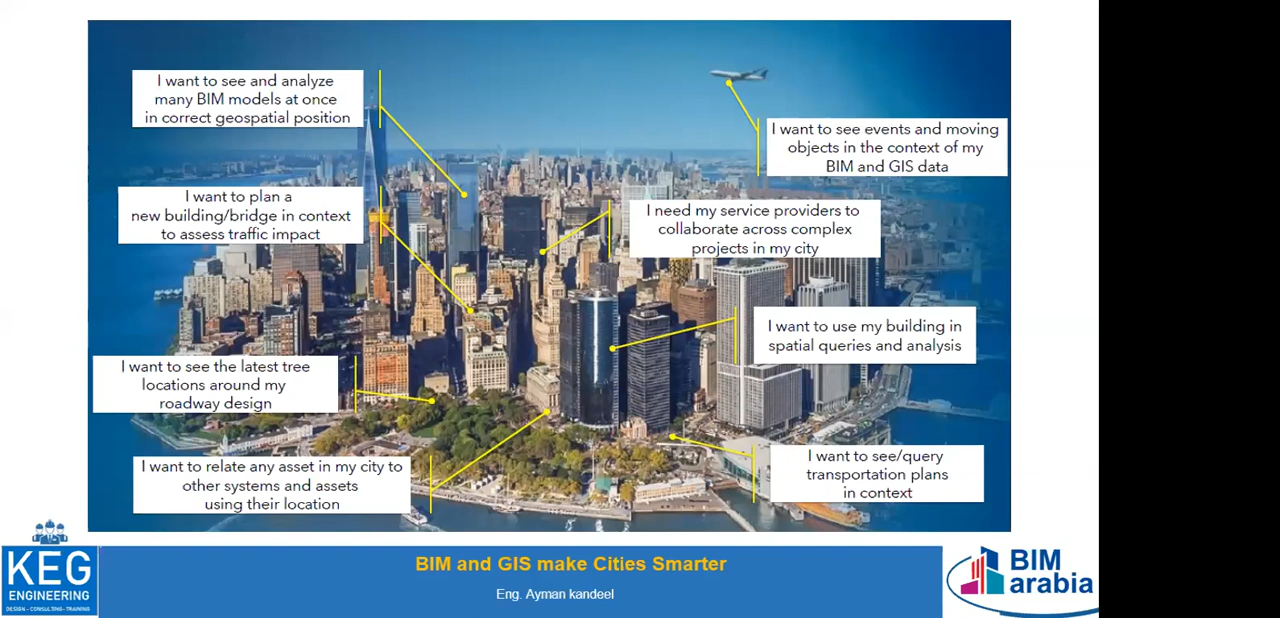 I want to see and analyze
many BIM models at once
in correct geospatial position
I want to see events and moving
objects in the context of my
BIM and GIS data
I want to plan a
new building/bridge in context
to assess traffic impact
I need my service providers to
collaborate across complex
projects in my city
I want to use my building in
spatial queries and analysis
I want to see the latest tree
locations around my
roadway design
I want to relate any asset in my city to
other systems and assets
using their location
I want to see/query
transportation plans
in context
KEG
ENGINEERING
DESIGN - CONSULTING - TRAINING
BIM and GIS make Cities Smarter
Eng. Ayman kandeel
BIM
arabia